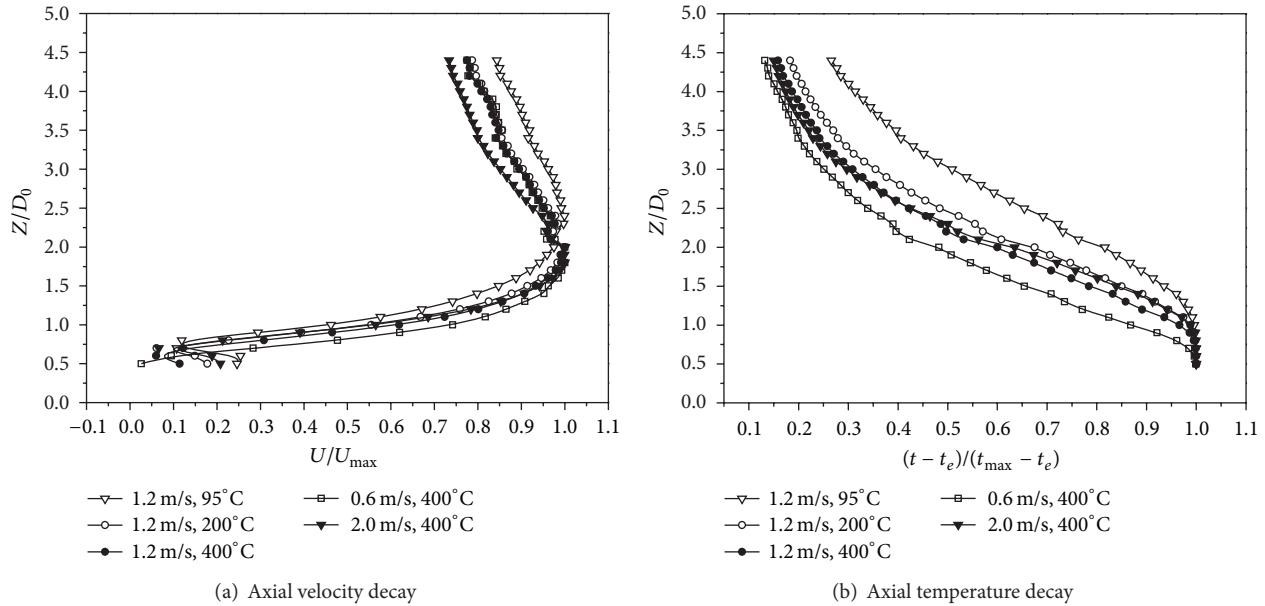 5.0
4.5
4.0
3.5
3.0
2.5
2.0
1.5
1.0
0.5
0.0
Z/D₀
−0.1 0.0 0.1 0.2 0.3 0.4 0.5 0.6 0.7 0.8 0.9 1.0 1.1
U/Uₘₐₓ
1.2 m/s, 95°C
1.2 m/s, 200°C
1.2 m/s, 400°C
0.6 m/s, 400°C
2.0 m/s, 400°C
(a) Axial velocity decay
5.0
4.5
4.0
3.5
3.0
2.5
2.0
1.5
1.0
0.5
0.0
Z/D₀
0.1 0.2 0.3 0.4 0.5 0.6 0.7 0.8 0.9 1.0 1.1
(t − tₑ)/(tₘₐₓ − tₑ)
1.2 m/s, 95°C
1.2 m/s, 200°C
1.2 m/s, 400°C
0.6 m/s, 400°C
2.0 m/s, 400°C
(b) Axial temperature decay